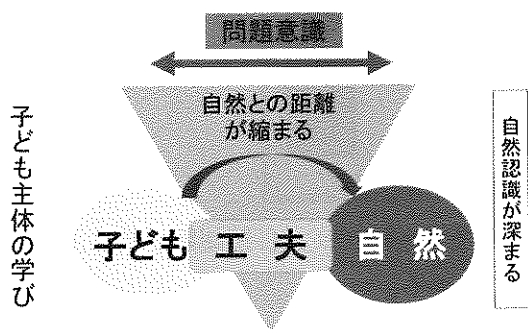 問題意識
自然との距離
が縮まる
子ども主体の学び
子ども 工夫 自然
自然認識が深まる